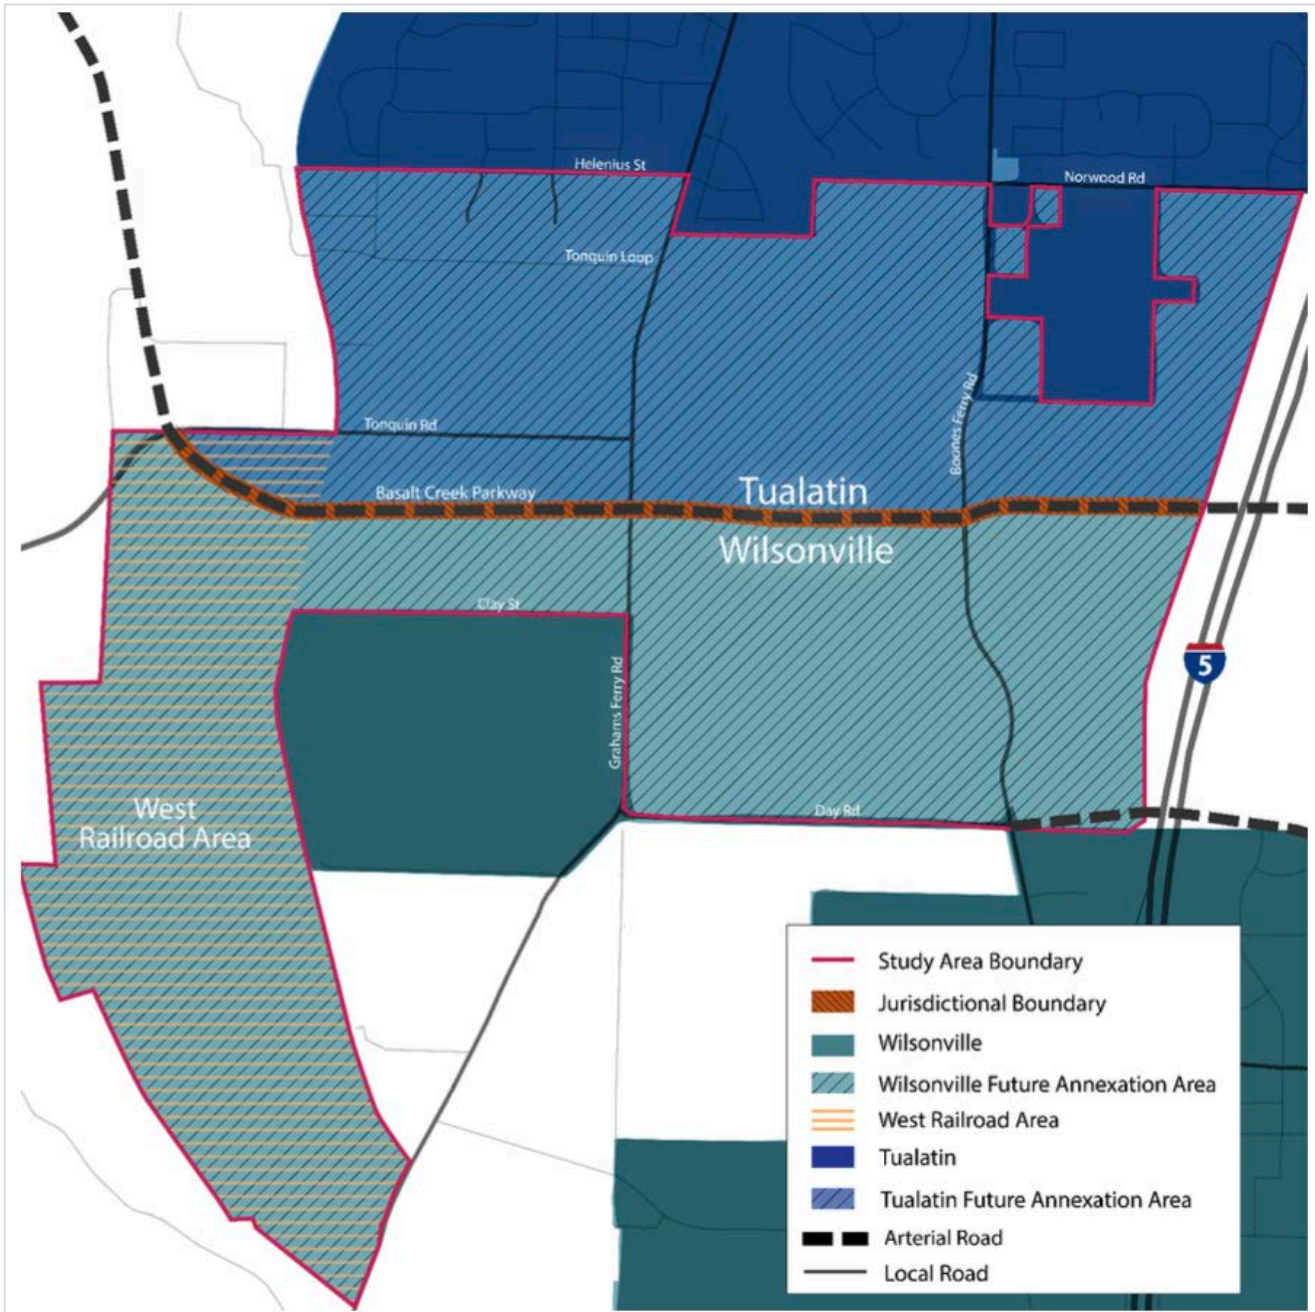 Helenius St
Norwood Rd
Tonquin Loop
Boones Ferry Rd
Tonquin Rd
Basalt Creek Parkway
Tualatin
Wilsonville
Clay St
Grahams Ferry Rd
5
West
Railroad Area
Day Rd
Study Area Boundary
Jurisdictional Boundary
Wilsonville
Wilsonville Future Annexation Area
West Railroad Area
Tualatin
Tualatin Future Annexation Area
Arterial Road
Local Road